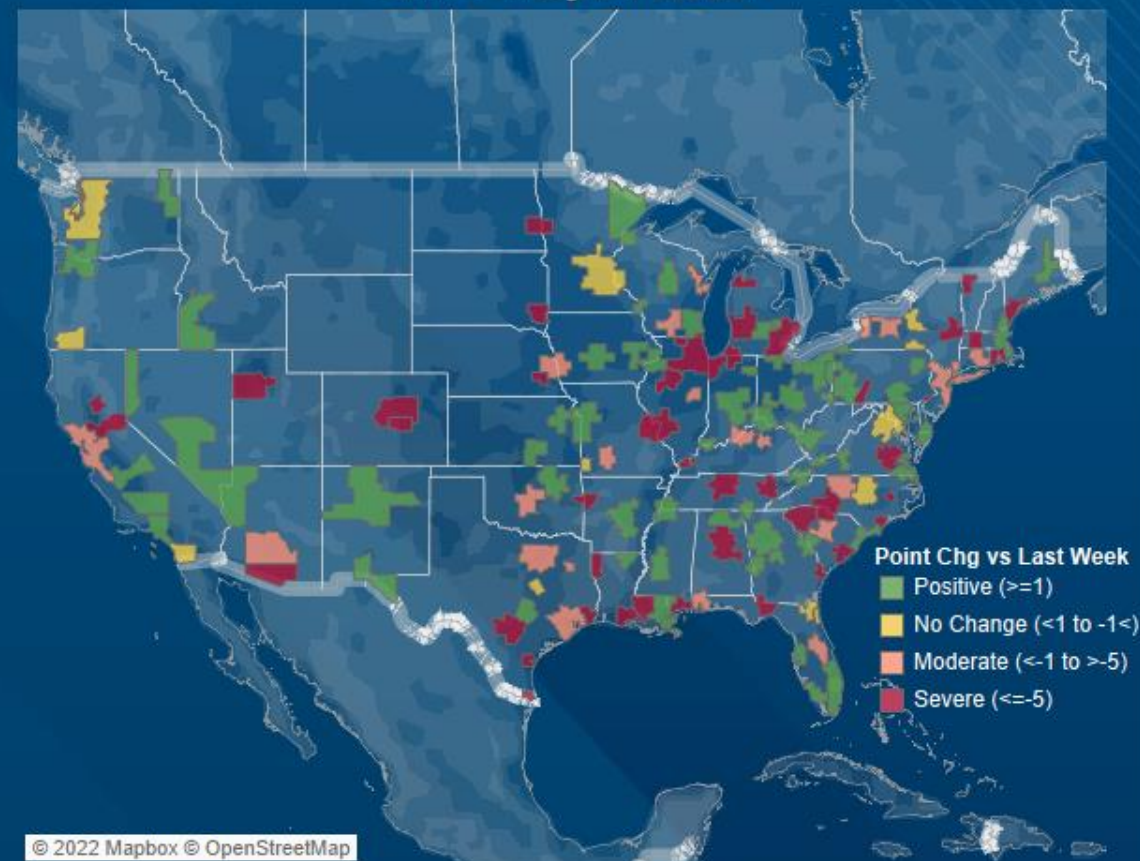 Point Chg vs Last Week
Positive (>=1)
No Change (<1 to -1<)
Moderate (<-1 to >-5)
Severe (<=-5)
© 2022 Mapbox © OpenStreetMap